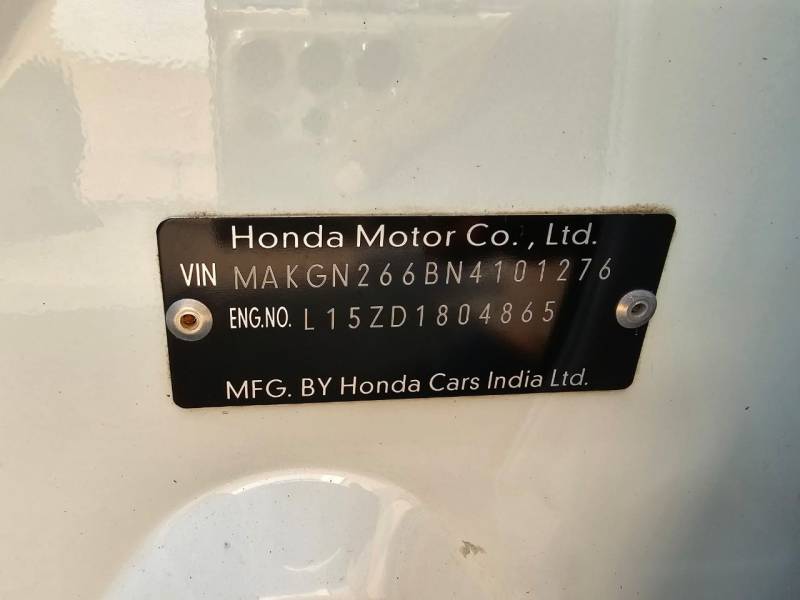 Honda Motor Co., Ltd.
VIN MAKGN266BN4101276
ENG.NO. L15ZD1804865
MFG. BY Honda Cars India Ltd.